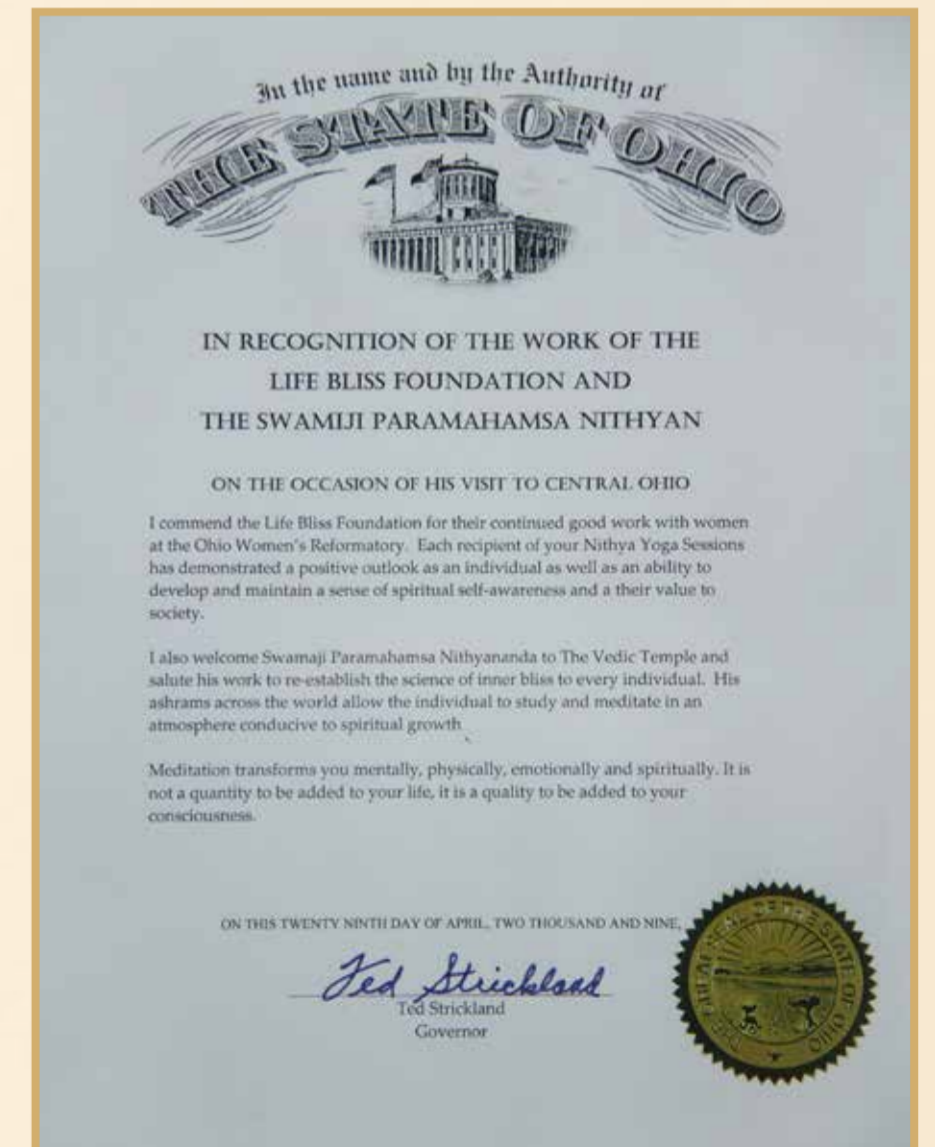 In the name and by the Authority of
THE STATE OF OHIO
IN RECOGNITION OF THE WORK OF THE
LIFE BLISS FOUNDATION AND
THE SWAMIJI PARAMAHAMSA NITHYAN
ON THE OCCASION OF HIS VISIT TO CENTRAL OHIO
I commend the Life Bliss Foundation for their continued good work with women
at the Ohio Women's Reformatory. Each recipient of your Nithya Yoga Sessions
has demonstrated a positive outlook as an individual as well as an ability to
develop and maintain a sense of spiritual self-awareness and a their value to
society.
I also welcome Swamaji Paramahamsa Nithyananda to The Vedic Temple and
salute his work to re-establish the science of inner bliss to every individual. His
ashrams across the world allow the individual to study and meditate in an
atmosphere conducive to spiritual growth
Meditation transforms you mentally, physically, emotionally and spiritually. It is
not a quantity to be added to your life, it is a quality to be added to your
consciousness.
ON THIS TWENTY NINTH DAY OF APRIL, TWO THOUSAND AND NINE,
Ted Strickland
Ted Strickland
Governor
THE GREAT SEAL OF THE STATE OF OHIO